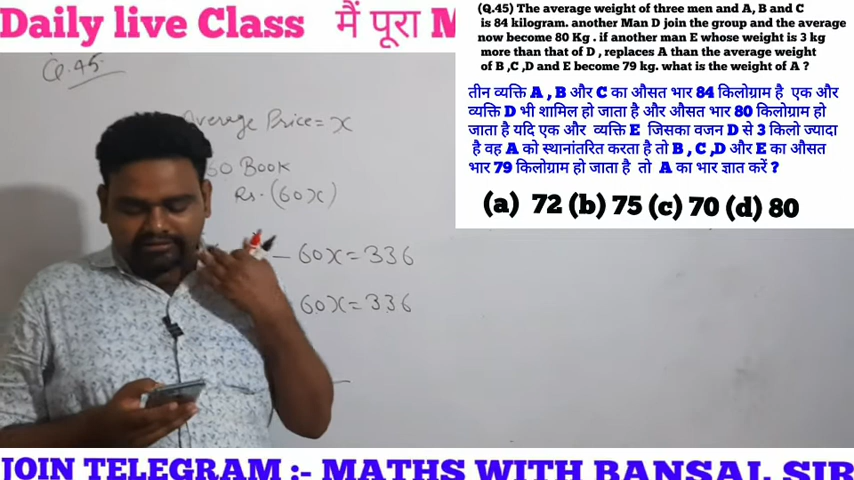 Daily live Class मैं पूरा M
(Q.45) The average weight of three men and A, B and C
is 84 kilogram. another Man D join the group and the average
now become 80 Kg . if another man E whose weight is 3 kg
more than that of D , replaces A than the average weight
of B ,C ,D and E become 79 kg. what is the weight of A ?
तीन व्यक्ति A , B और C का औसत भार 84 किलोग्राम है एक और
व्यक्ति D भी शामिल हो जाता है और औसत भार 80 किलोग्राम हो
जाता है यदि एक और व्यक्ति E जिसका वजन D से 3 किलो ज्यादा
है वह A को स्थानांतरित करता है तो B , C ,D और E का औसत
भार 79 किलोग्राम हो जाता है तो A का भार ज्ञात करें ?
(a) 72 (b) 75 (c) 70 (d) 80
Q.45.
Average Price = x
60 Book
Rs. (60x)
- 60x = 336
60x = 336
JOIN TELEGRAM :- MATHS WITH BANSAL SIR